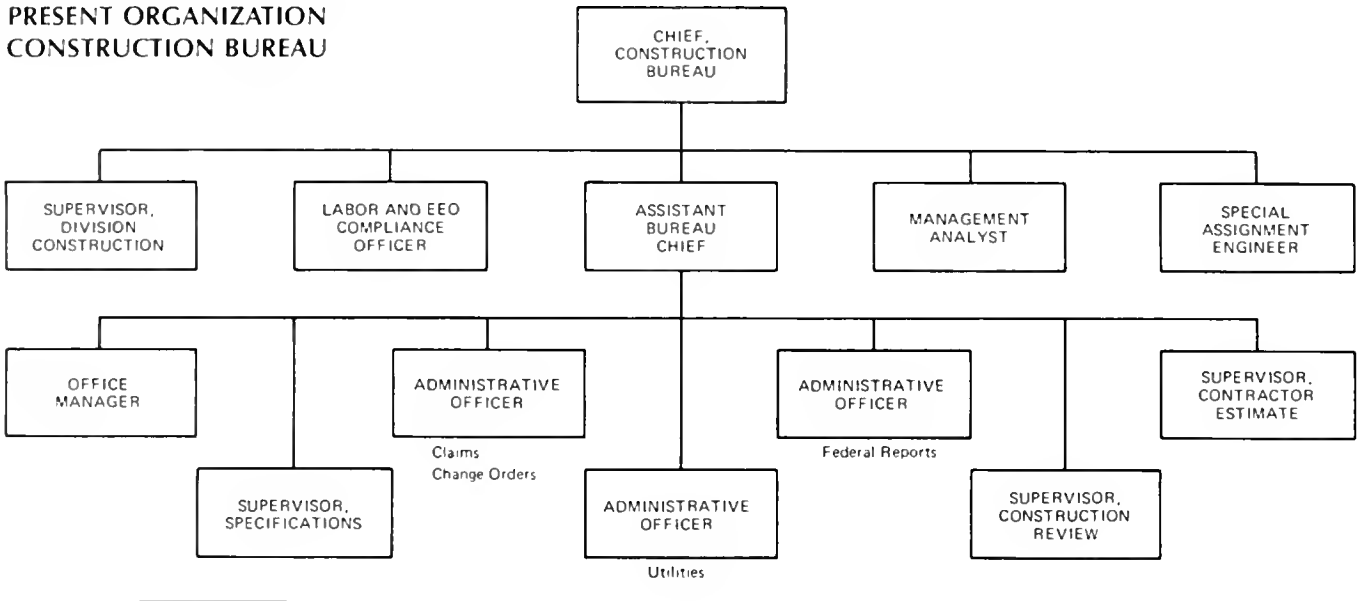 PRESENT ORGANIZATION
CONSTRUCTION BUREAU
CHIEF,
CONSTRUCTION
BUREAU
SUPERVISOR,
DIVISION
CONSTRUCTION
LABOR AND EEO
COMPLIANCE
OFFICER
ASSISTANT
BUREAU
CHIEF
MANAGEMENT
ANALYST
SPECIAL
ASSIGNMENT
ENGINEER
OFFICE
MANAGER
ADMINISTRATIVE
OFFICER
Claims
Change Orders
ADMINISTRATIVE
OFFICER
Federal Reports
SUPERVISOR,
CONTRACTOR
ESTIMATE
SUPERVISOR,
SPECIFICATIONS
ADMINISTRATIVE
OFFICER
Utilities
SUPERVISOR,
CONSTRUCTION
REVIEW